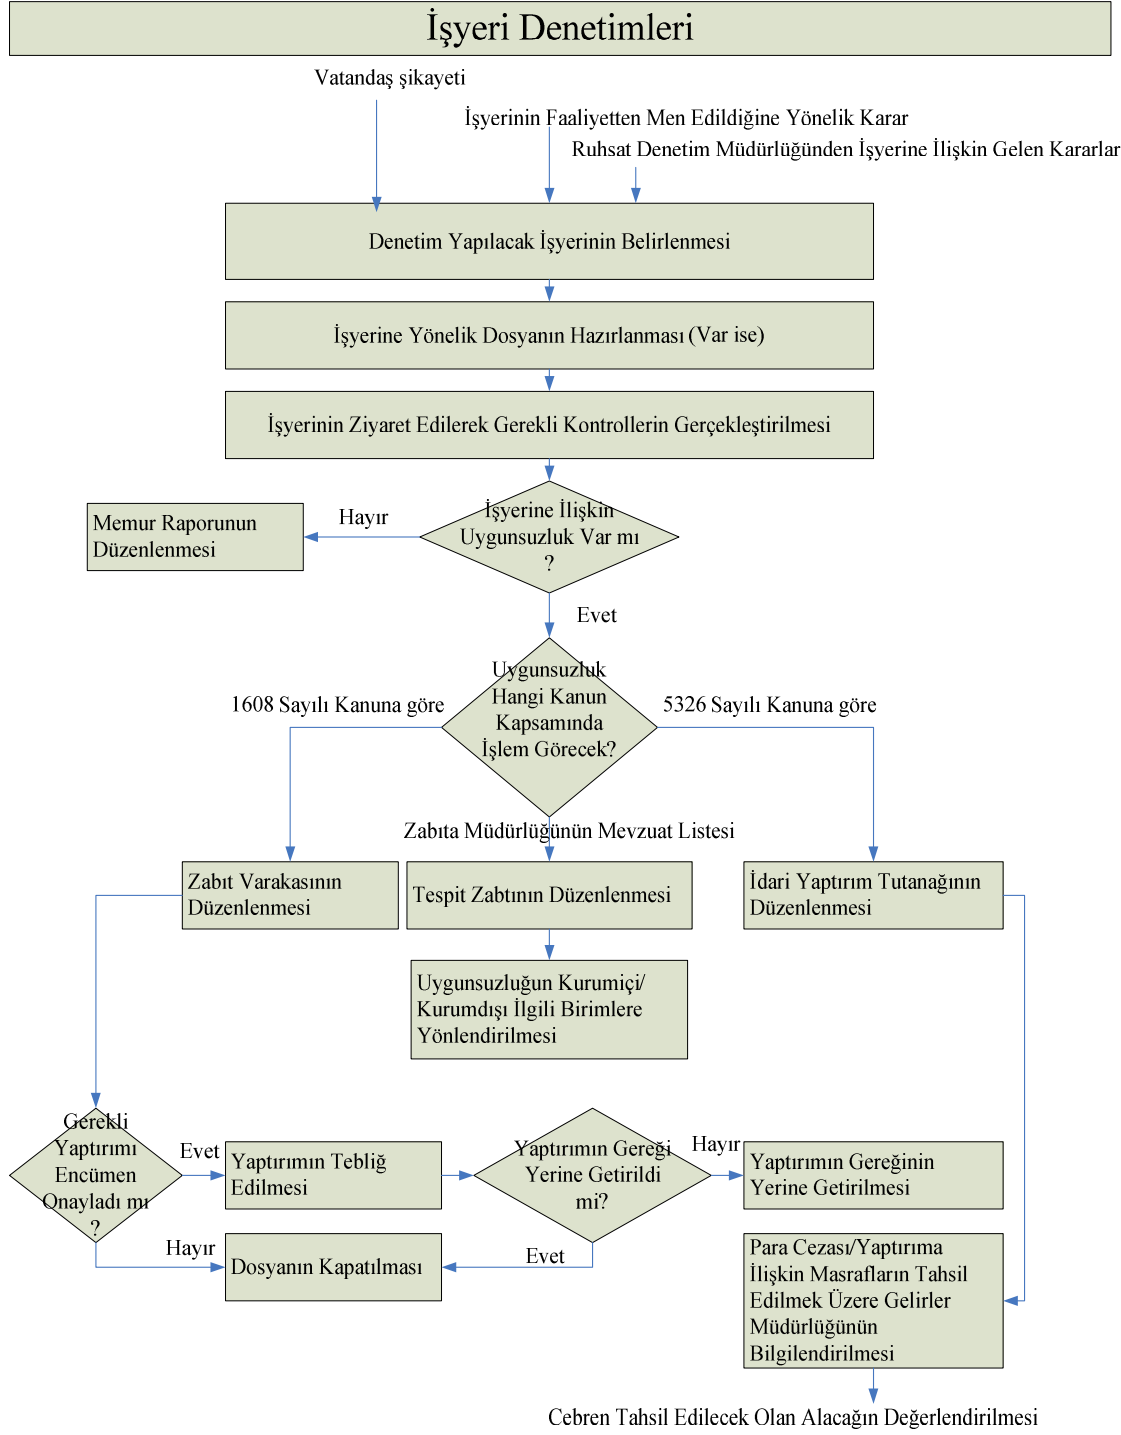 İşyeri Denetimleri
Vatandaş şikayeti
İşyerinin Faaliyetten Men Edildiğine Yönelik Karar
Ruhsat Denetim Müdürlüğünden İşyerine İlişkin Gelen Kararlar
Denetim Yapılacak İşyerinin Belirlenmesi
İşyerine Yönelik Dosyanın Hazırlanması (Var ise)
İşyerinin Ziyaret Edilerek Gerekli Kontrollerin Gerçekleştirilmesi
İşyerine İlişkin
Uygunsuzluk Var mı
?
Hayır
Memur Raporunun
Düzenlenmesi
Evet
Uygunsuzluk
Hangi Kanun
Kapsamında
İşlem Görecek?
1608 Sayılı Kanuna göre
5326 Sayılı Kanuna göre
Zabıta Müdürlüğünün Mevzuat Listesi
Zabıt Varakasının
Düzenlenmesi
Tespit Zabtının Düzenlenmesi
İdari Yaptırım Tutanağının
Düzenlenmesi
Uygunsuzluğun Kurumiçi/
Kurumdışı İlgili Birimlere
Yönlendirilmesi
Gerekli
Yaptırımı
Encümen
Onayladı mı
?
Evet
Yaptırımın Tebliğ
Edilmesi
Yaptırımın Gereği
Yerine Getirildi
mi?
Hayır
Yaptırımın Gereğinin
Yerine Getirilmesi
Hayır
Dosyanın Kapatılması
Evet
Para Cezası/Yaptırıma
İlişkin Masrafların Tahsil
Edilmek Üzere Gelirler
Müdürlüğünün
Bilgilendirilmesi
Cebren Tahsil Edilecek Olan Alacağın Değerlendirilmesi